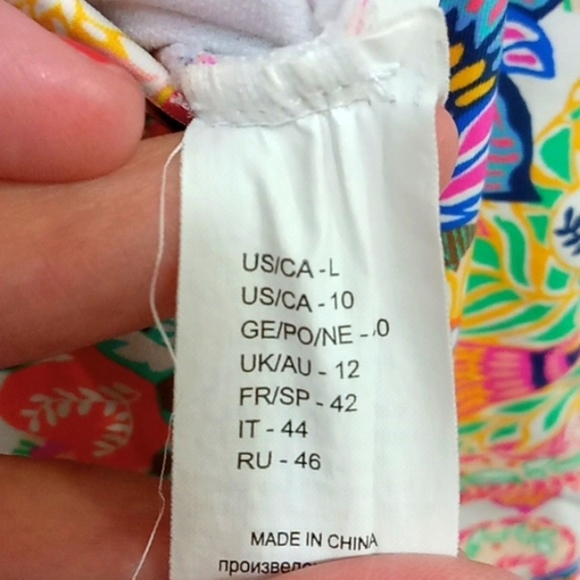 US/CA - L
US/CA - 10
GE/PO/NE -
UK/AU - 12
FR/SP - 42
IT - 44
RU - 46
MADE IN CHINA